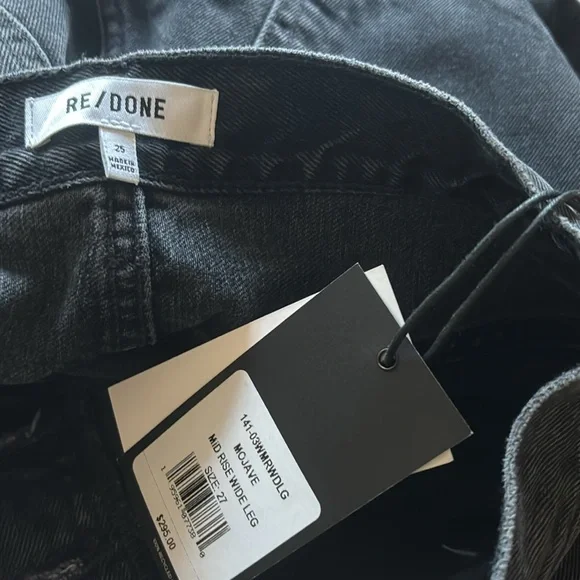 RE/DONE
25
MADE IN
MEXICO
141-03WMRWDLG
MOJAVE
MID RISE WIDE LEG
SIZE: 27
$295.00